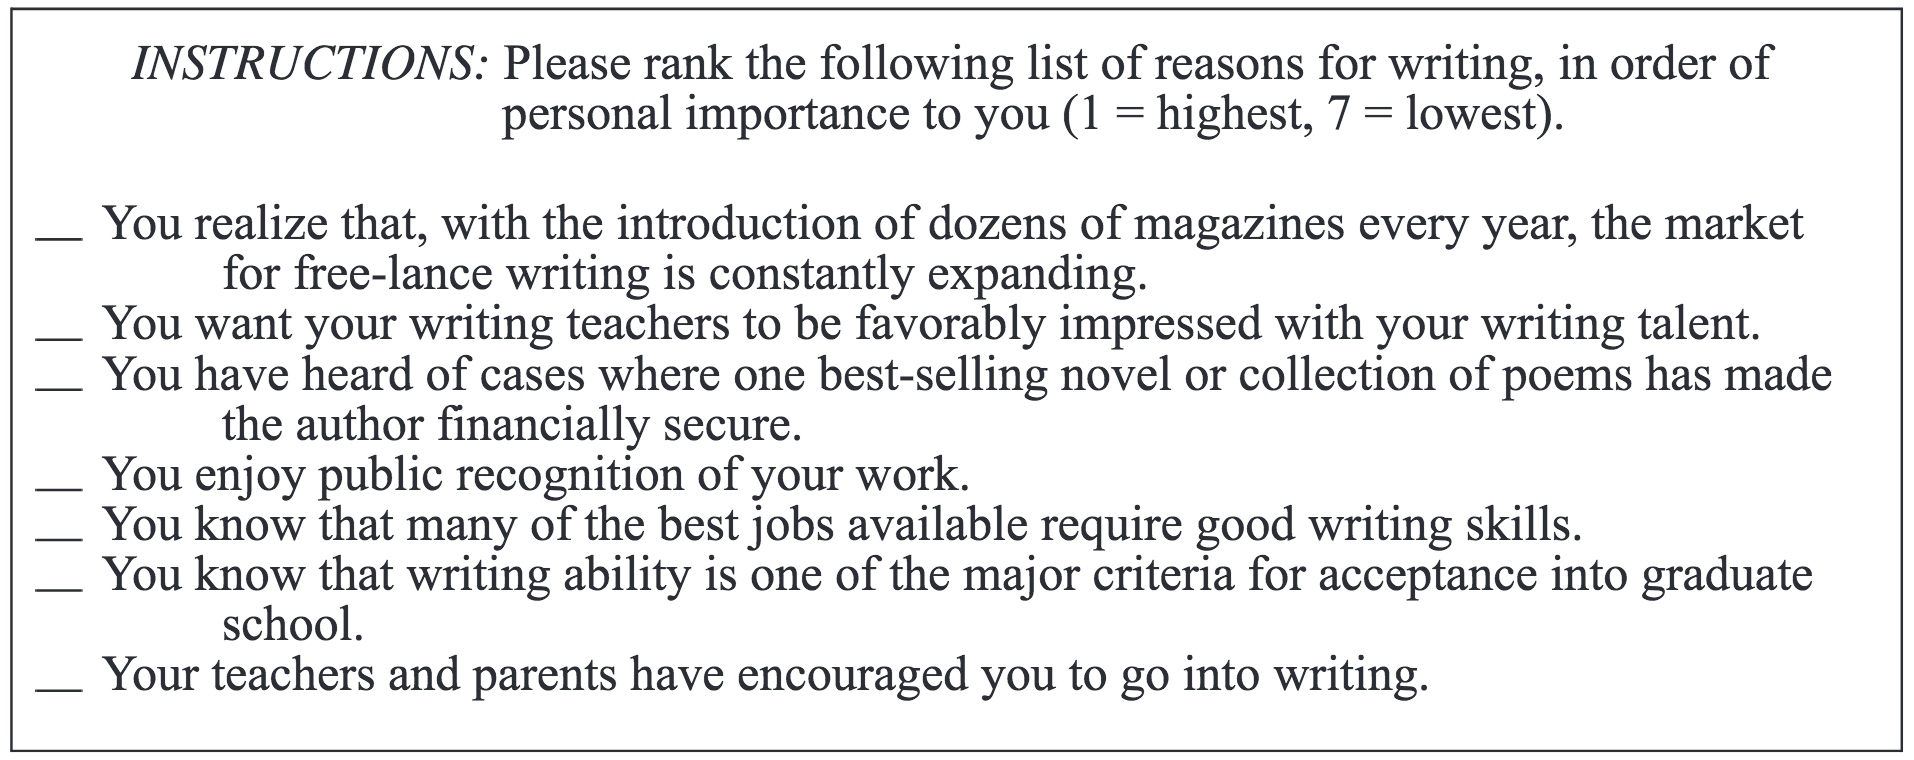 INSTRUCTIONS: Please rank the following list of reasons for writing, in order of
personal importance to you (1 = highest, 7 = lowest).
__ You realize that, with the introduction of dozens of magazines every year, the market
for free-lance writing is constantly expanding.
__ You want your writing teachers to be favorably impressed with your writing talent.
__ You have heard of cases where one best-selling novel or collection of poems has made
the author financially secure.
__ You enjoy public recognition of your work.
__ You know that many of the best jobs available require good writing skills.
__ You know that writing ability is one of the major criteria for acceptance into graduate
school.
__ Your teachers and parents have encouraged you to go into writing.